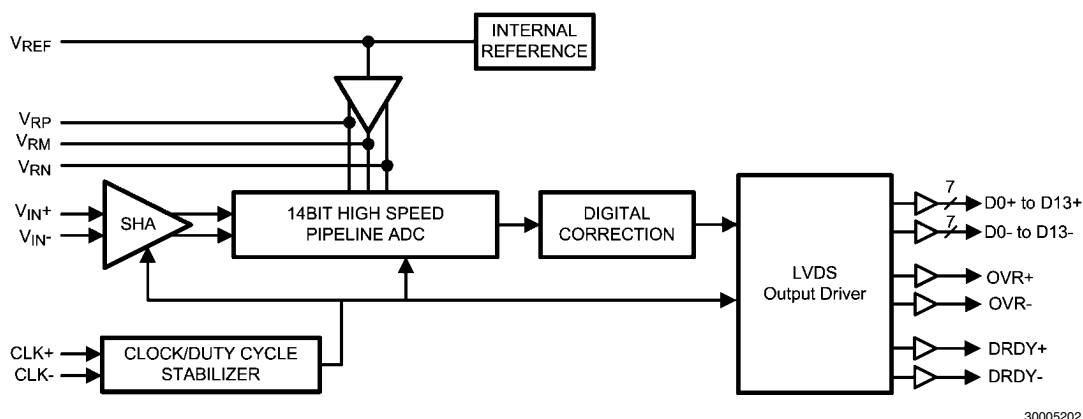 INTERNAL
REFERENCE
VREF
VRP
VRM
VRN
VIN+
VIN-
SHA
14BIT HIGH SPEED
PIPELINE ADC
DIGITAL
CORRECTION
LVDS
Output Driver
7
D0+ to D13+
7
D0- to D13-
OVR+
OVR-
DRDY+
DRDY-
CLK+
CLK-
CLOCK/DUTY CYCLE
STABILIZER
30005202